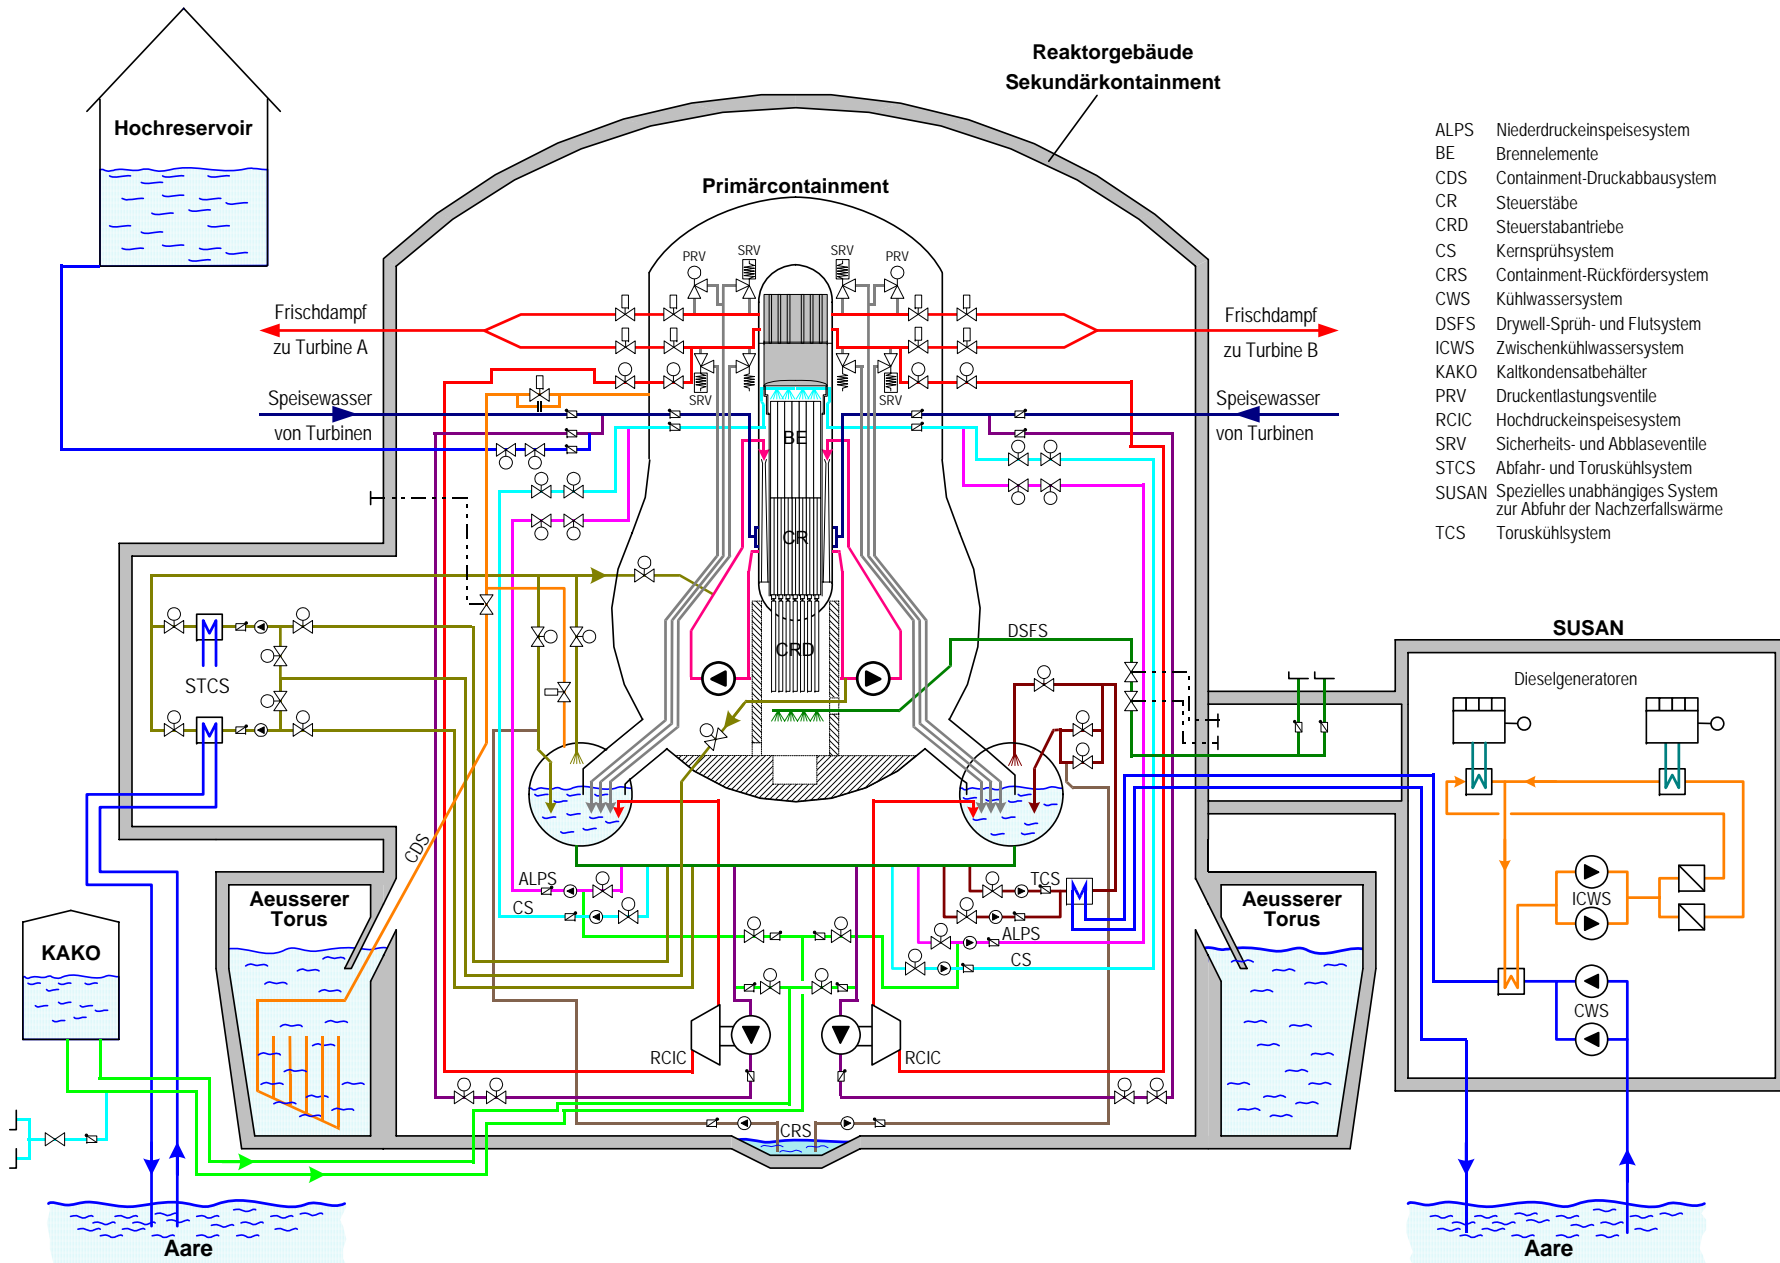 Reaktorgebäude
Sekundärkontainment
Hochreservoir
Primärcontainment
ALPS Niederdruckeinspeisesystem
BE Brennelemente
CDS Containment-Druckabbausystem
CR Steuerstäbe
CRD Steuerstabantriebe
CS Kernsprühsystem
CRS Containment-Rückfördersystem
CWS Kühlwassersystem
DSFS Drywell-Sprüh- und Flutsystem
ICWS Zwischenkühlwassersystem
KAKO Kaltkondensatbehälter
PRV Druckentlastungsventile
RCIC Hochdruckeinspeisesystem
SRV Sicherheits- und Abblaseventile
STCS Abfahr- und Toruskühlsystem
SUSAN Spezielles unabhängiges System
zur Abfuhr der Nachzerfallswärme
TCS Toruskühlsystem
PRV
SRV
SRV
PRV
Frischdampf
zu Turbine A
Frischdampf
zu Turbine B
SRV
SRV
Speisewasser
von Turbinen
Speisewasser
von Turbinen
BE
CR
CRD
DSFS
STCS
SUSAN
Dieselgeneratoren
CDS
ALPS
CS
TCS
ALPS
CS
Aeusserer
Torus
Aeusserer
Torus
ICWS
KAKO
CWS
RCIC
RCIC
CRS
Aare
Aare